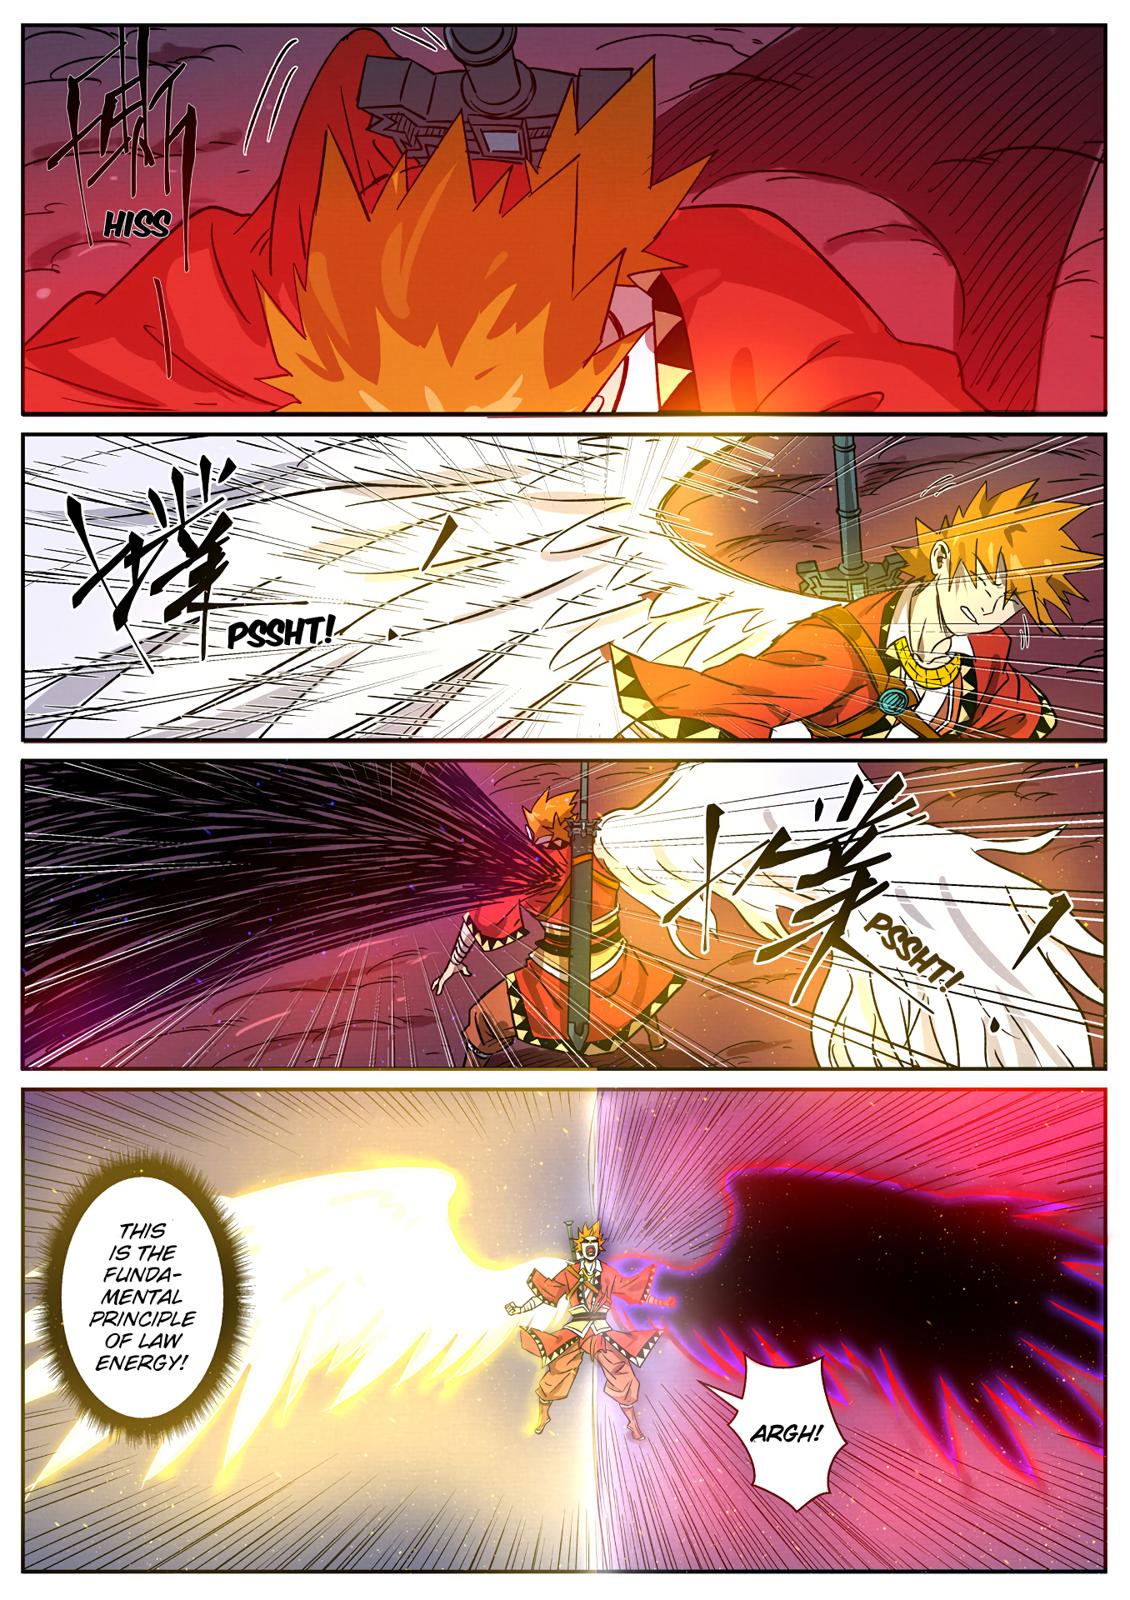 嘶
HISS
噗
PSSHT!
噗
PSSHT!
THIS
IS THE
FUNDA-
MENTAL
PRINCIPLE
OF LAW
ENERGY!
ARGH!